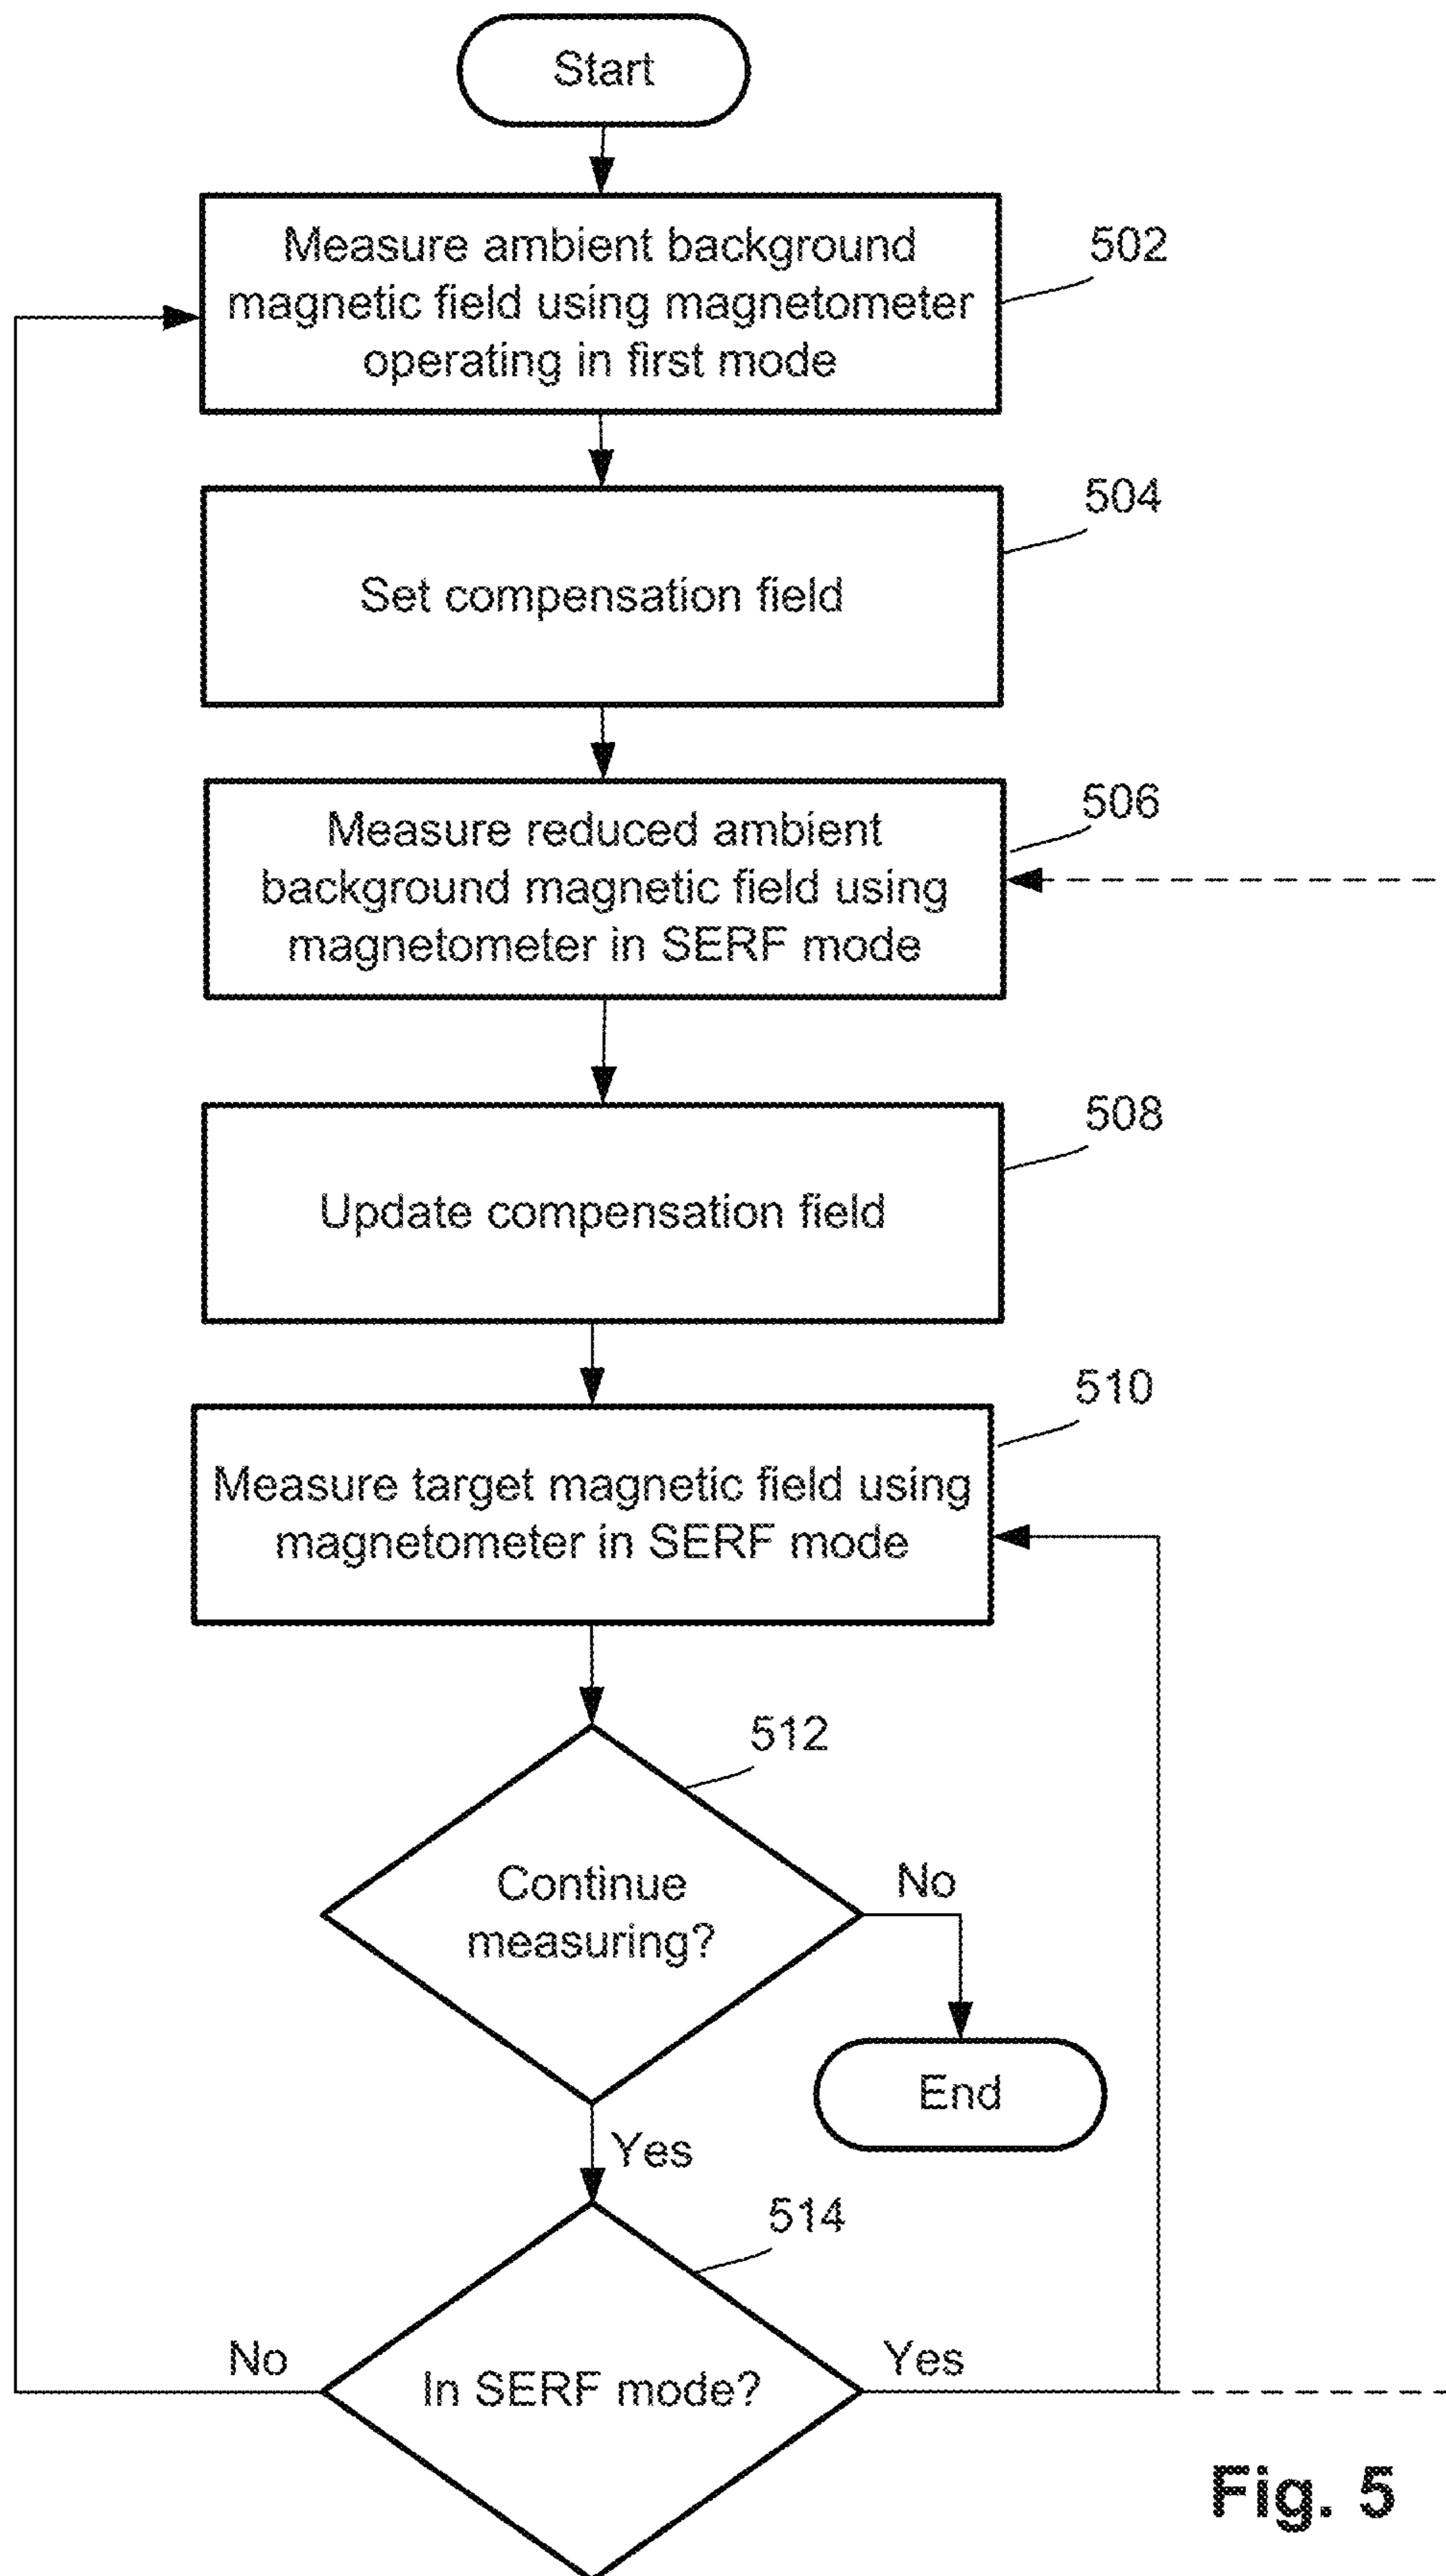 Start
Measure ambient background
magnetic field using magnetometer
operating in first mode
502
Set compensation field
504
Measure reduced ambient
background magnetic field using
magnetometer in SERF mode
506
Update compensation field
508
Measure target magnetic field using
magnetometer in SERF mode
510
Continue
measuring?
512
No
End
Yes
In SERF mode?
514
No
Yes
Fig. 5